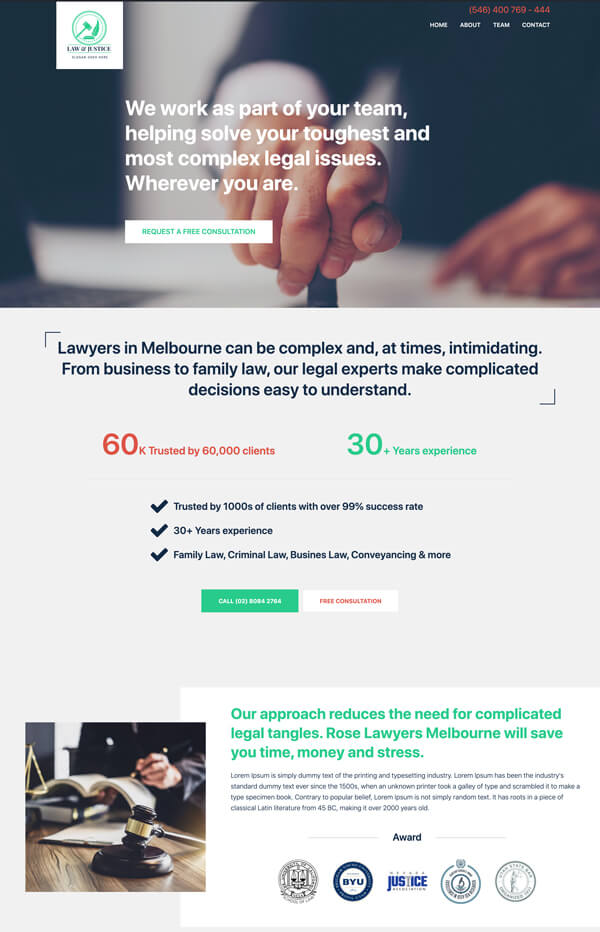 (546) 400 769 - 444
HOME ABOUT TEAM CONTACT
LAW & JUSTICE
SLOGAN GOES HERE
We work as part of your team,
helping solve your toughest and
most complex legal issues.
Wherever you are.
REQUEST A FREE CONSULTATION
Lawyers in Melbourne can be complex and, at times, intimidating.
From business to family law, our legal experts make complicated
decisions easy to understand.
60K Trusted by 60,000 clients
30+ Years experience
Trusted by 1000s of clients with over 99% success rate
30+ Years experience
Family Law, Criminal Law, Busines Law, Conveyancing & more
CALL (02) 8084 2764
FREE CONSULTATION
Our approach reduces the need for complicated
legal tangles. Rose Lawyers Melbourne will save
you time, money and stress.
Lorem Ipsum is simply dummy text of the printing and typesetting industry. Lorem Ipsum has been the industry's
standard dummy text ever since the 1500s, when an unknown printer took a galley of type and scrambled it to make a
type specimen book. Contrary to popular belief, Lorem Ipsum is not simply random text. It has roots in a piece of
classical Latin literature from 45 BC, making it over 2000 years old.
Award
SCHOOL OF LAW
BYU
NEVADA
JUSTICE
ASSOCIATION
UTAH STATE BAR